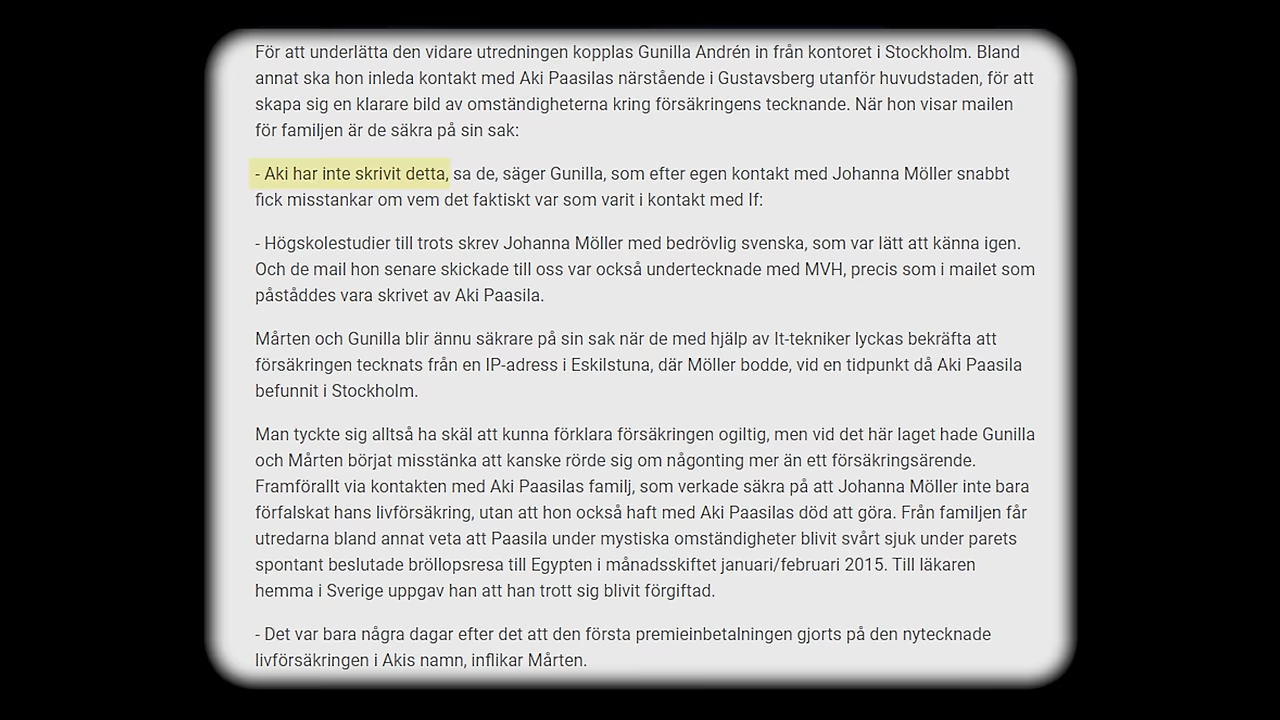 För att underlätta den vidare utredningen kopplas Gunilla Andrén in från kontoret i Stockholm. Bland
annat ska hon inleda kontakt med Aki Paasilas närstående i Gustavsberg utanför huvudstaden, för att
skapa sig en klarare bild av omständigheterna kring försäkringens tecknande. När hon visar mailen
för familjen är de säkra på sin sak:
- Aki har inte skrivit detta, sa de, säger Gunilla, som efter egen kontakt med Johanna Möller snabbt
fick misstankar om vem det faktiskt var som varit i kontakt med If:
- Högskolestudier till trots skrev Johanna Möller med bedrövlig svenska, som var lätt att känna igen.
Och de mail hon senare skickade till oss var också undertecknade med MVH, precis som i mailet som
påståddes vara skrivet av Aki Paasila.
Mårten och Gunilla blir ännu säkrare på sin sak när de med hjälp av It-tekniker lyckas bekräfta att
försäkringen tecknats från en IP-adress i Eskilstuna, där Möller bodde, vid en tidpunkt då Aki Paasila
befunnit i Stockholm.
Man tyckte sig alltså ha skäl att kunna förklara försäkringen ogiltig, men vid det här laget hade Gunilla
och Mårten börjat misstänka att kanske rörde sig om någonting mer än ett försäkringsärende.
Framförallt via kontakten med Aki Paasilas familj, som verkade säkra på att Johanna Möller inte bara
förfalskat hans livförsäkring, utan att hon också haft med Aki Paasilas död att göra. Från familjen får
utredarna bland annat veta att Paasila under mystiska omständigheter blivit svårt sjuk under parets
spontant beslutade bröllopsresa till Egypten i månadsskiftet januari/februari 2015. Till läkaren
hemma i Sverige uppgav han att han trott sig blivit förgiftad.
- Det var bara några dagar efter det att den första premieinbetalningen gjorts på den nytecknade
livförsäkringen i Akis namn, inflikar Mårten.